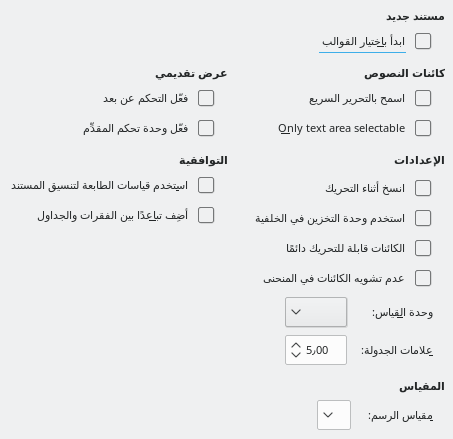 مستند جديد
ابدأ بإختيار القوالب
كائنات النصوص
اسمح بالتحرير السريع
Only text area selectable
الإعدادات
انسخ أثناء التحريك
استخدم وحدة التخزين في الخلفية
الكائنات قابلة للتحريك دائمًا
عدم تشويه الكائنات في المنحنى
وحدة القياس:
علامات الجدولة:
5٫00
المقياس
مقياس الرسم:
عرض تقديمي
فعّل التحكم عن بعد
فعّل وحدة تحكم المقدّم
التوافقية
استخدم قياسات الطابعة لتنسيق المستند
أضِف تباعدًا بين الفقرات والجداول